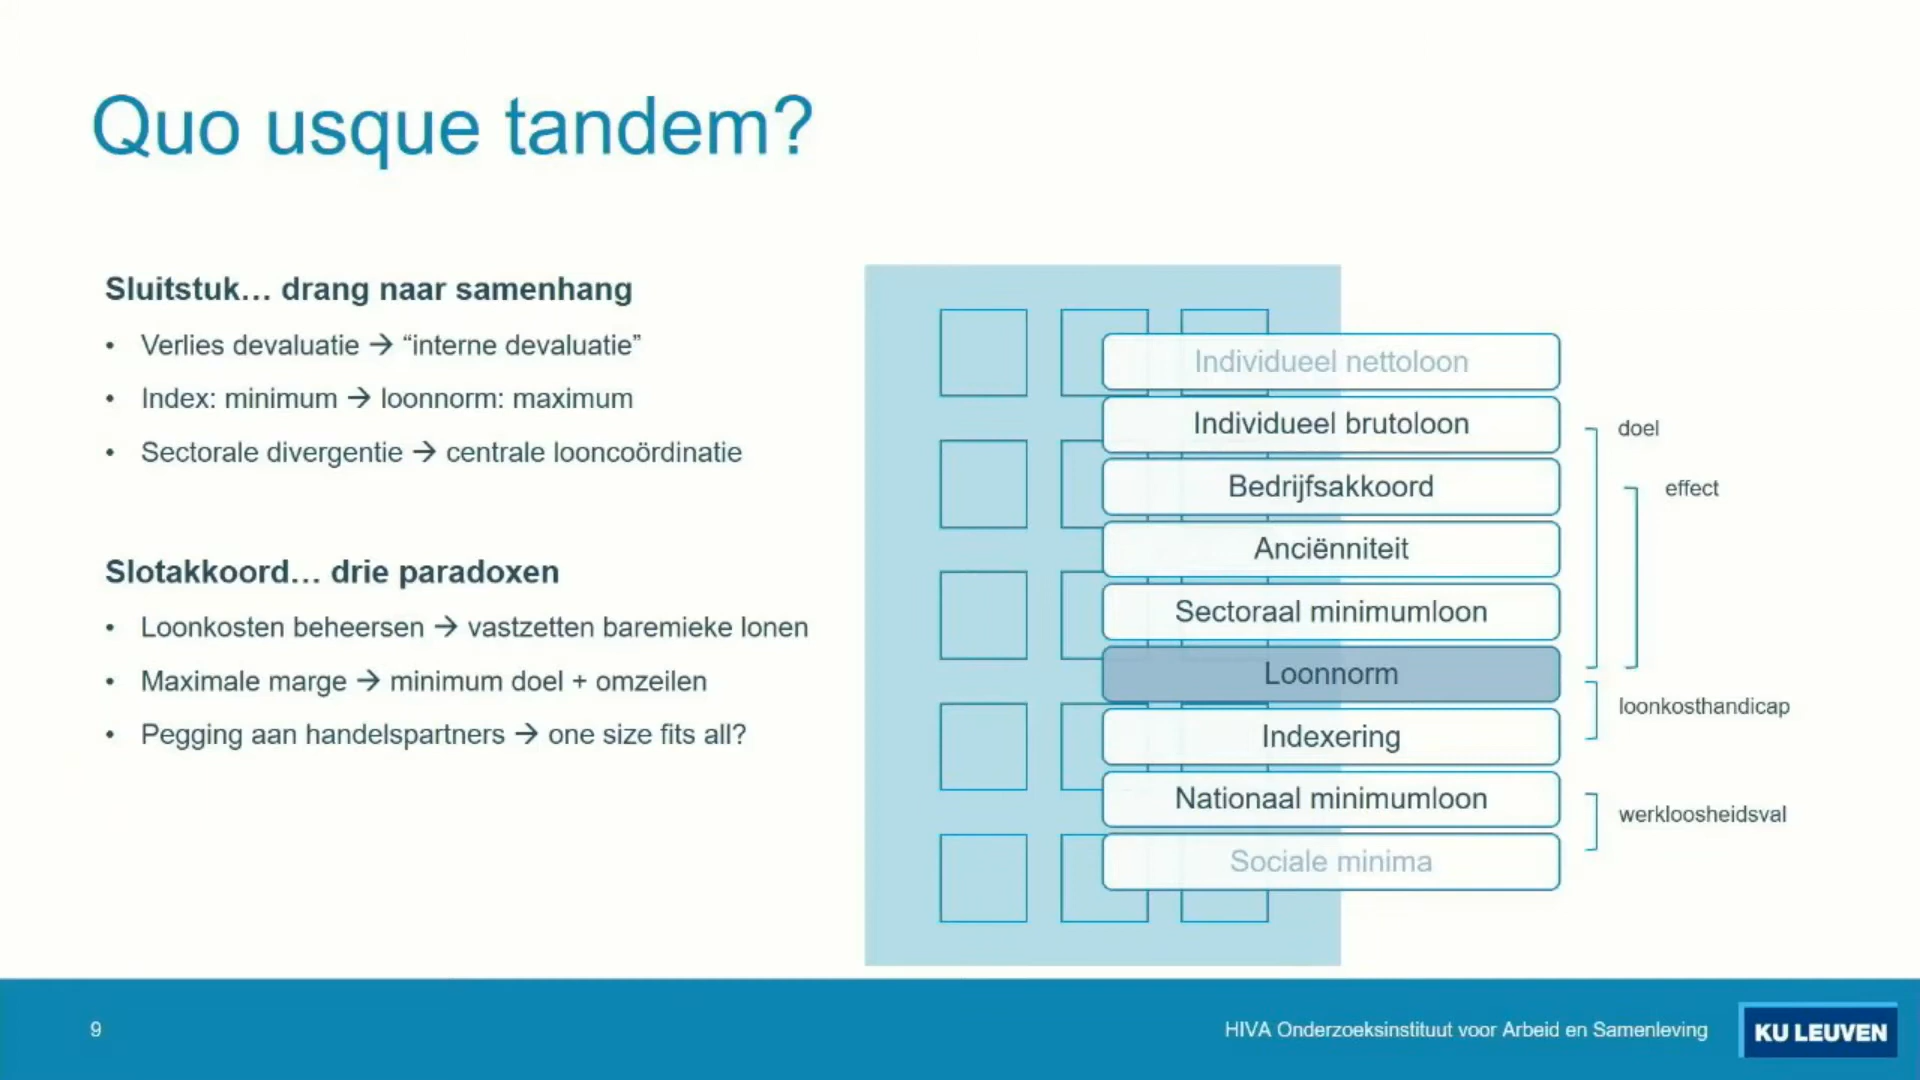 Quo usque tandem?
Sluitstuk… drang naar samenhang
• Verlies devaluatie → “interne devaluatie”
• Index: minimum → loonnorm: maximum
• Sectorale divergentie → centrale looncoördinatie
Slotakkoord… drie paradoxen
• Loonkosten beheersen → vastzetten baremieke lonen
• Maximale marge → minimum doel + omzeilen
• Pegging aan handelspartners → one size fits all?
Individueel nettoloon
Individueel brutoloon
Bedrijfsakkoord
Anciënniteit
Sectoraal minimumloon
Loonnorm
Indexering
Nationaal minimumloon
Sociale minima
doel
effect
loonkosthandicap
werkloosheidsval
9
HIVA Onderzoeksinstituut voor Arbeid en Samenleving
KU LEUVEN